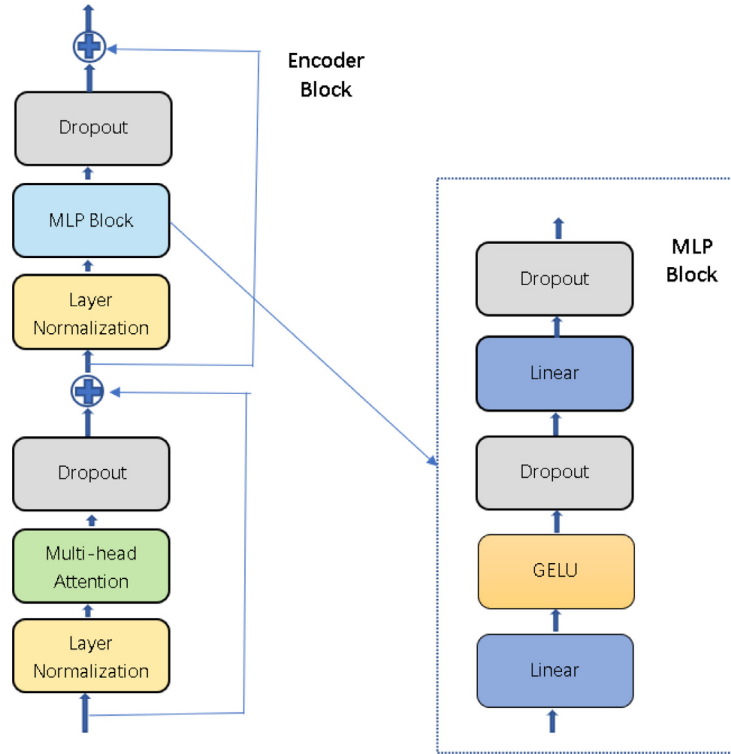 Encoder
Block
Dropout
MLP Block
Layer
Normalization
Dropout
Multi-head
Attention
Layer
Normalization
MLP
Block
Dropout
Linear
Dropout
GELU
Linear